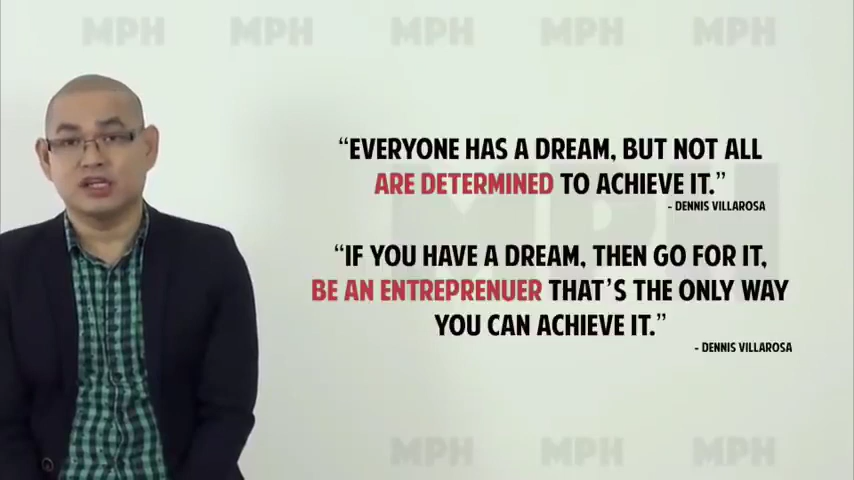 MPH MPH MPH MPH MPH
“EVERYONE HAS A DREAM, BUT NOT ALL
ARE DETERMINED TO ACHIEVE IT.”
- DENNIS VILLAROSA
MPH
“IF YOU HAVE A DREAM, THEN GO FOR IT,
BE AN ENTREPRENUER THAT’S THE ONLY WAY
YOU CAN ACHIEVE IT.”
- DENNIS VILLAROSA
MPH MPH MPH